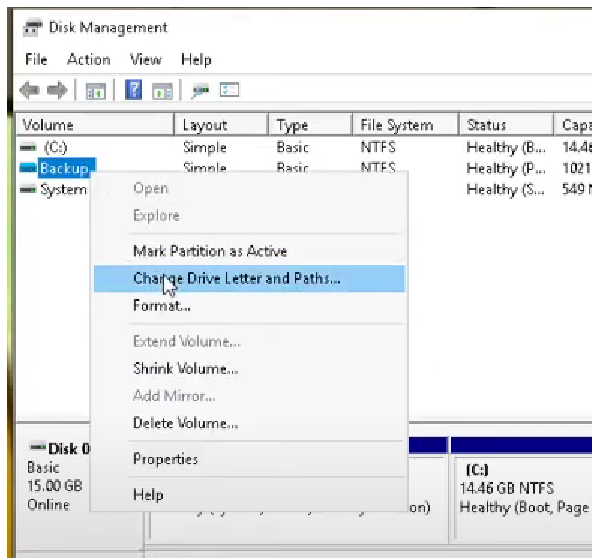 Disk Management
File Action View Help
Volume Layout Type File System Status Capa
(C:) Simple Basic NTFS Healthy (B... 14.46
Backup Simple Basic NTFS Healthy (P... 1021
System Healthy (S... 549 N
Open
Explore
Mark Partition as Active
Change Drive Letter and Paths...
Format...
Extend Volume...
Shrink Volume...
Add Mirror...
Delete Volume...
Properties
Help
Disk 0
Basic
15.00 GB
Online
on)
(C:)
14.46 GB NTFS
Healthy (Boot, Page